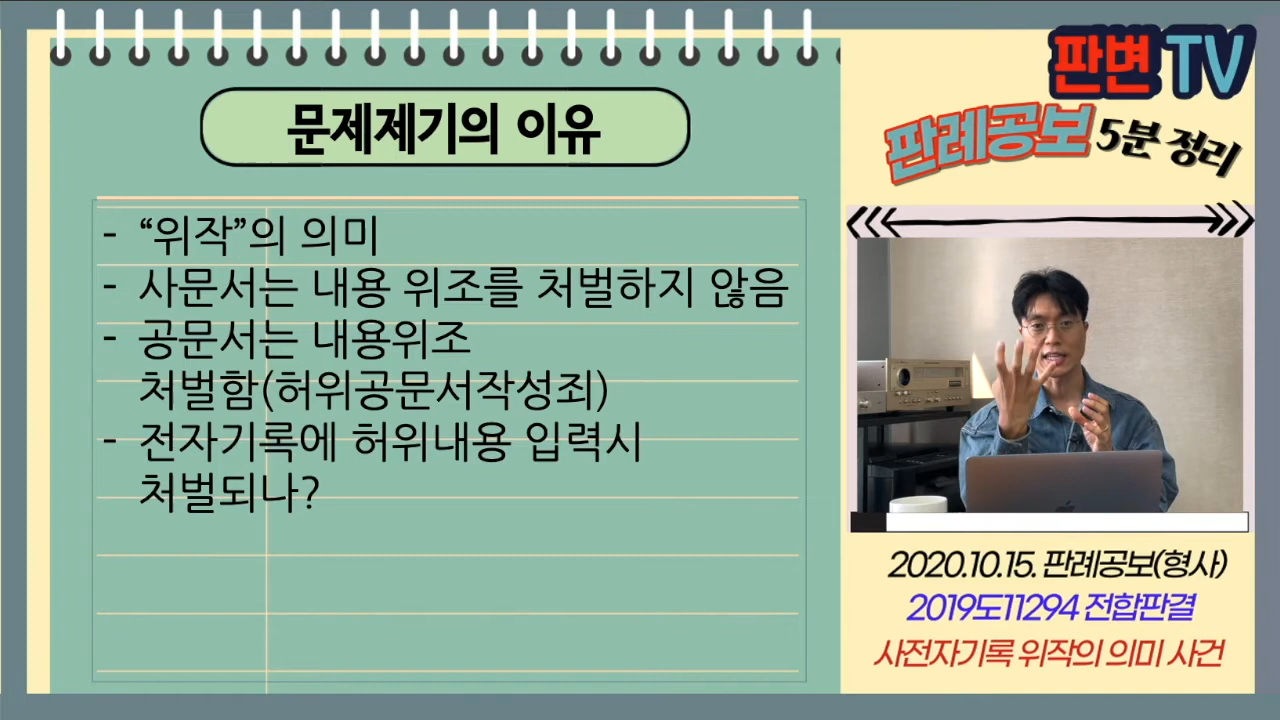 문제제기의 이유
- “위작”의 의미
- 사문서는 내용 위조를 처벌하지 않음
- 공문서는 내용위조
처벌함(허위공문서작성죄)
- 전자기록에 허위내용 입력시
처벌되나?
판변 TV
판례공보 5분 정리
2020.10.15. 판례공보(형사)
2019도11294 전합판결
사전자기록 위작의 의미 사건